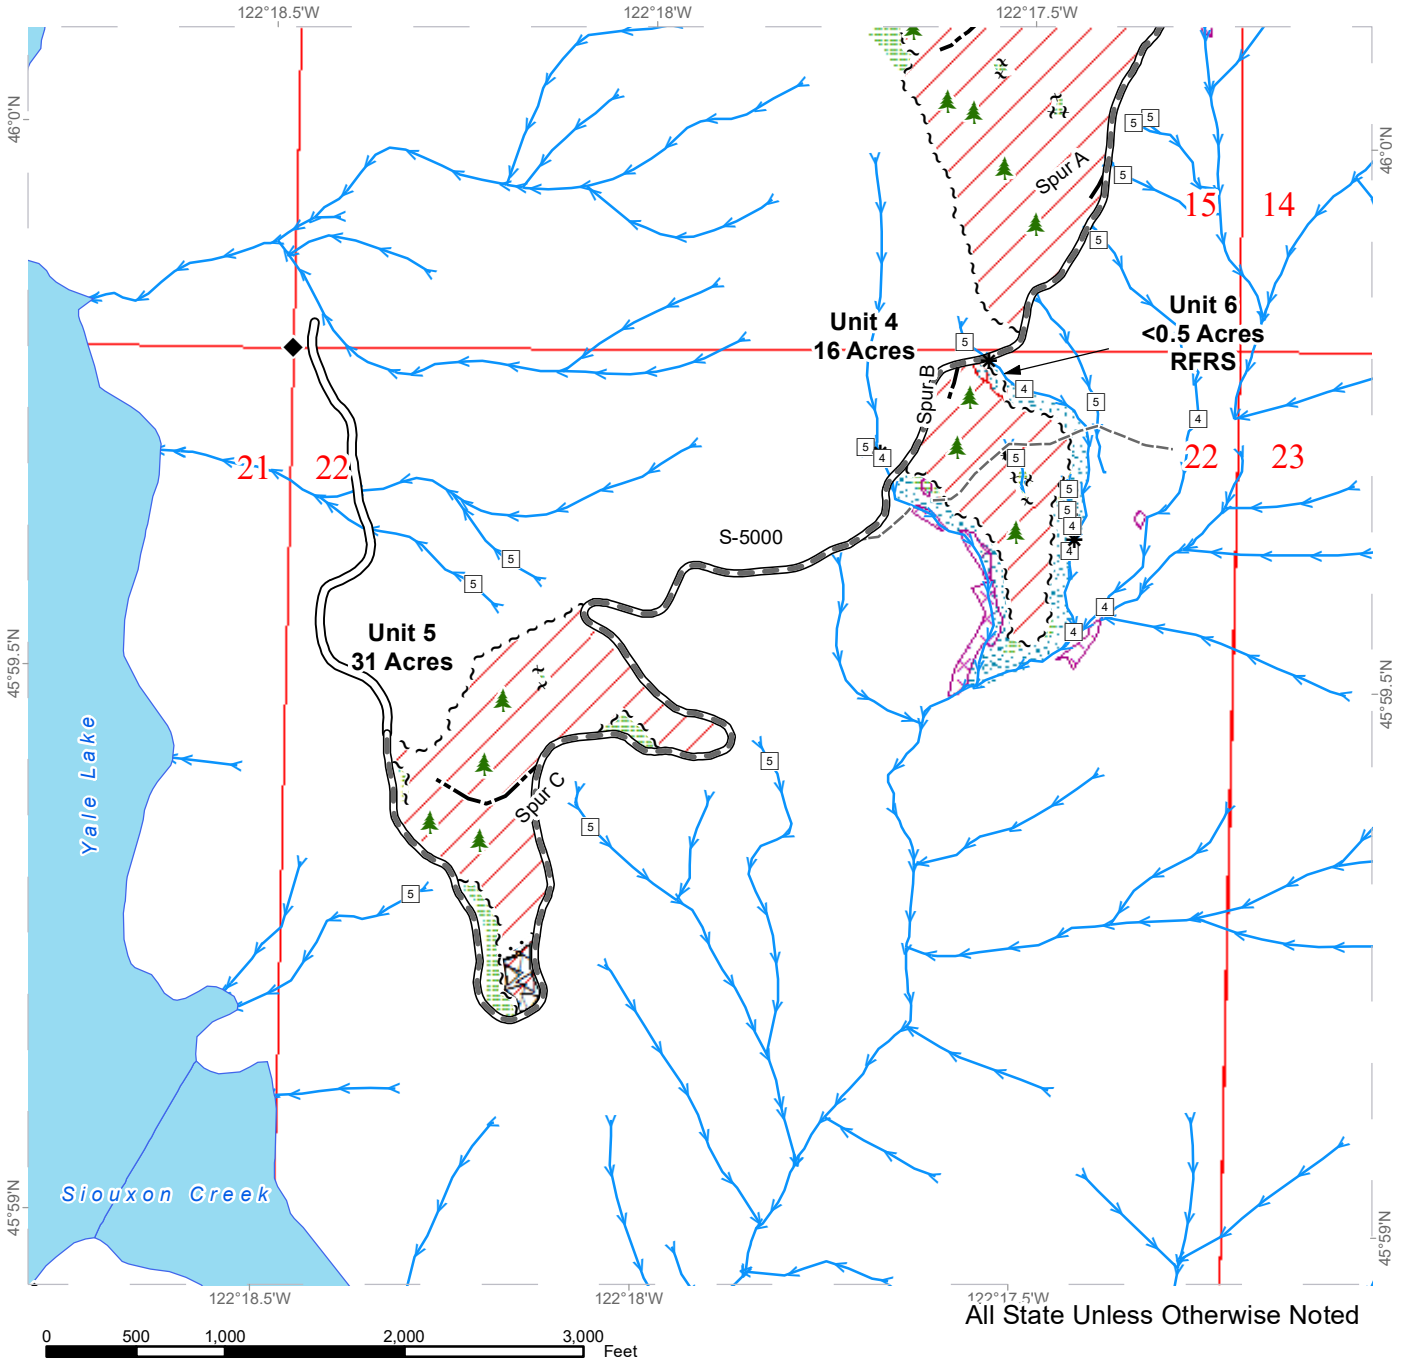 122°18.5'W
122°18'W
122°17.5'W
46°0'N
46°0'N
5
5
5
Spur A
15
14
5
Unit 6
<0.5 Acres
RFRS
Unit 4
16 Acres
5
Spur B
4
5
4
5
4
21
22
5
22
23
5
5
4
4
S-5000
5
5
4
4
Unit 5
31 Acres
45°59.5'N
45°59.5'N
Yale Lake
5
Spur C
5
5
Siouxon Creek
45°59'N
45°59'N
122°18.5'W
122°18'W
122°17.5'W
All State Unless Otherwise Noted
0
500
1,000
2,000
3,000
Feet